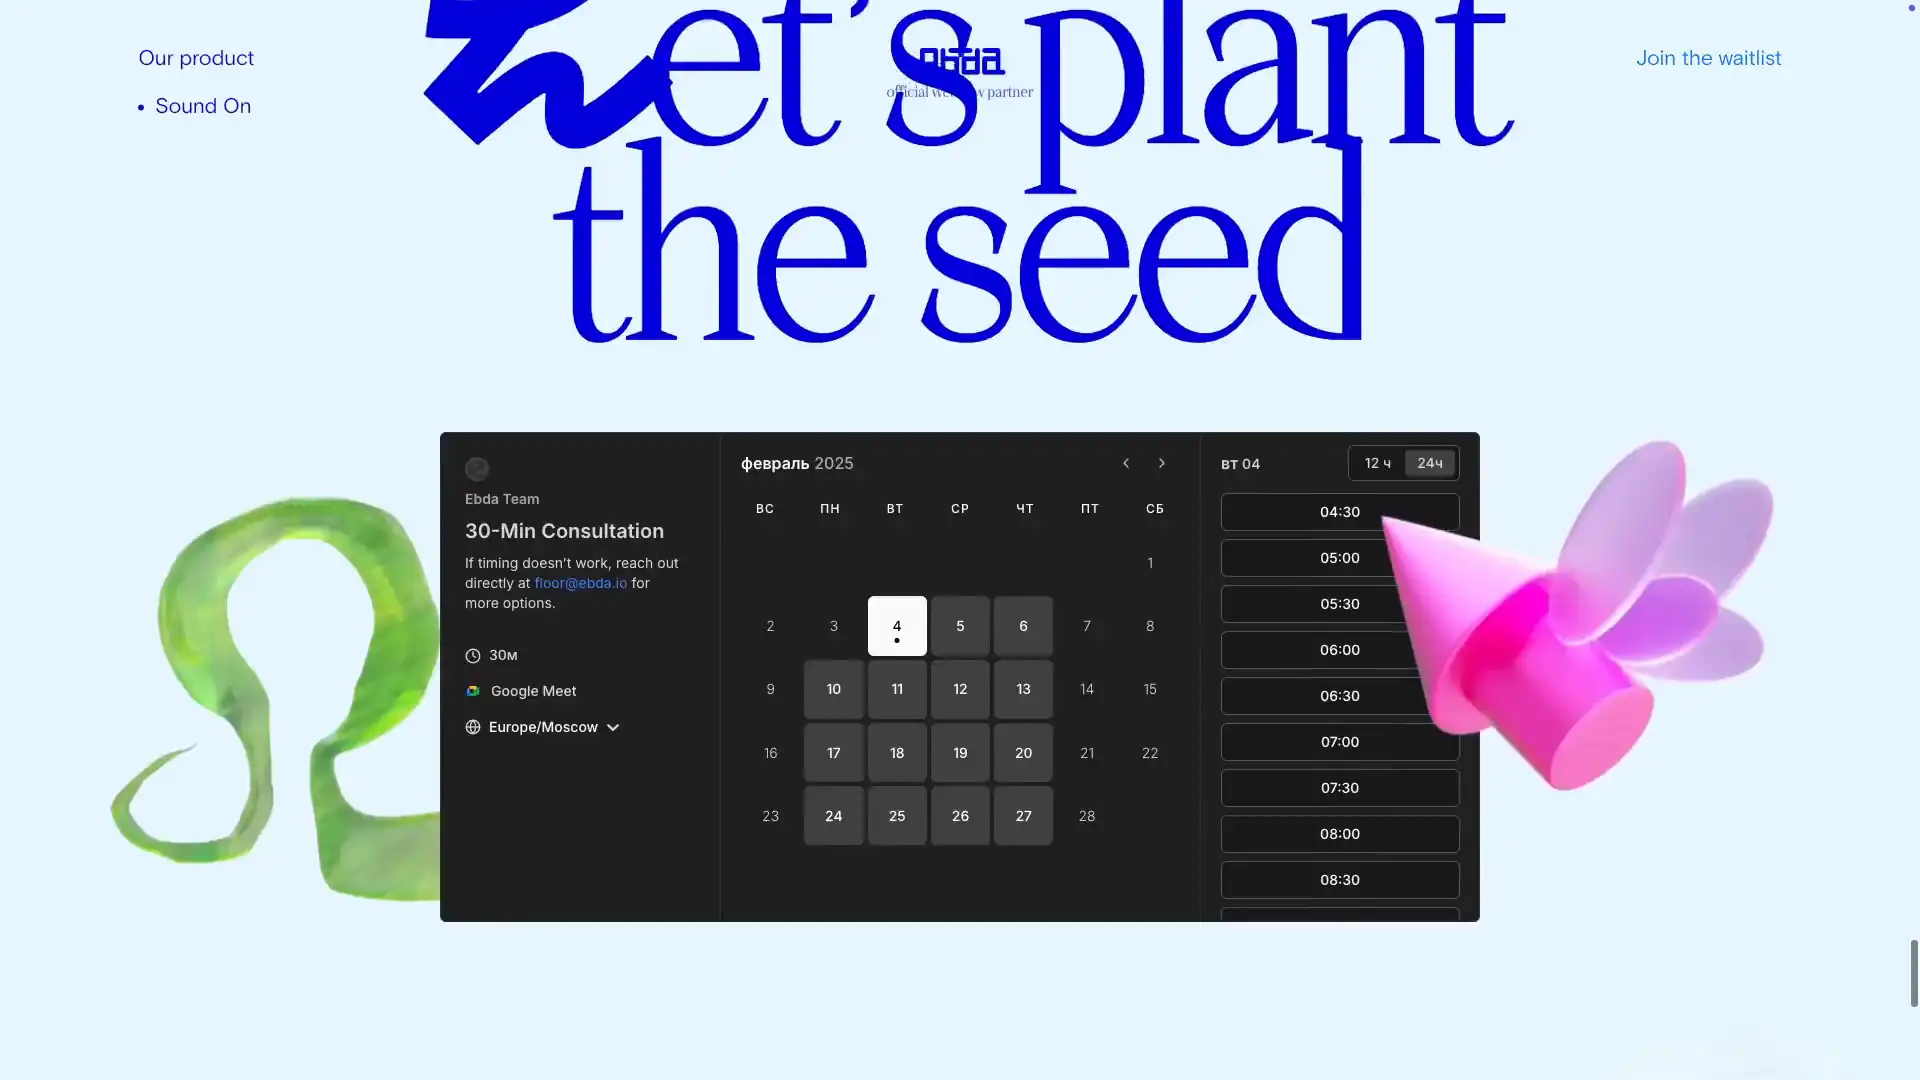 Our product
Sound On
ebda
Join the waitlist
Let's plant
the seed
Ebda Team
30-Min Consultation
If timing doesn't work, reach out
directly at floor@ebda.io for
more options.
30м
Google Meet
Europe/Moscow
февраль 2025
ВС ПН ВТ СР ЧТ ПТ СБ
1
2 3 4 5 6 7 8
9 10 11 12 13 14 15
16 17 18 19 20 21 22
23 24 25 26 27 28
вт 04
12 ч 24ч
04:30
05:00
05:30
06:00
06:30
07:00
07:30
08:00
08:30